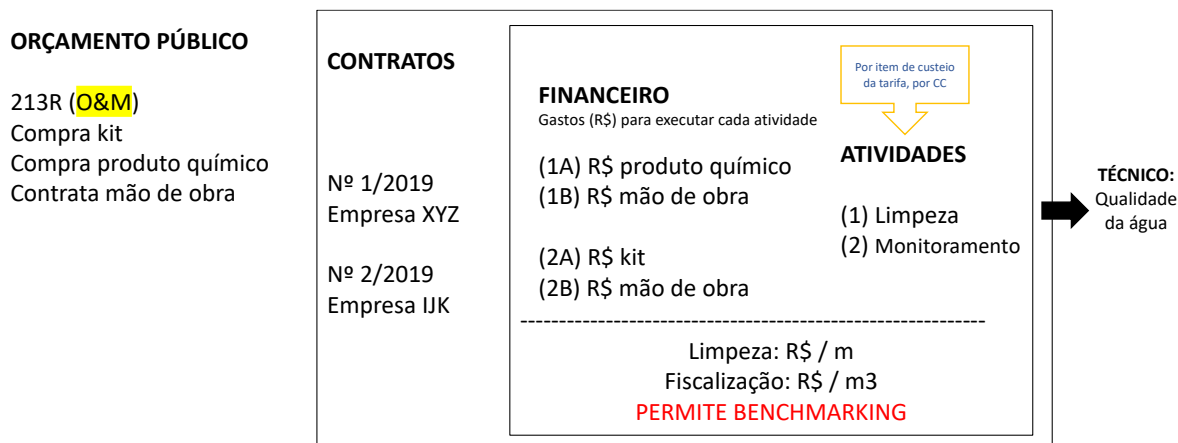 ORÇAMENTO PÚBLICO
213R (O&M)
Compra kit
Compra produto químico
Contrata mão de obra
CONTRATOS
Nº 1/2019
Empresa XYZ
Nº 2/2019
Empresa IJK
FINANCEIRO
Gastos (R$) para executar cada atividade
(1A) R$ produto químico
(1B) R$ mão de obra
(2A) R$ kit
(2B) R$ mão de obra
Por item de custeio
da tarifa, por CC
ATIVIDADES
(1) Limpeza
(2) Monitoramento
------------------------------------------------------------
Limpeza: R$ / m
Fiscalização: R$ / m3
PERMITE BENCHMARKING
TÉCNICO:
Qualidade
da água